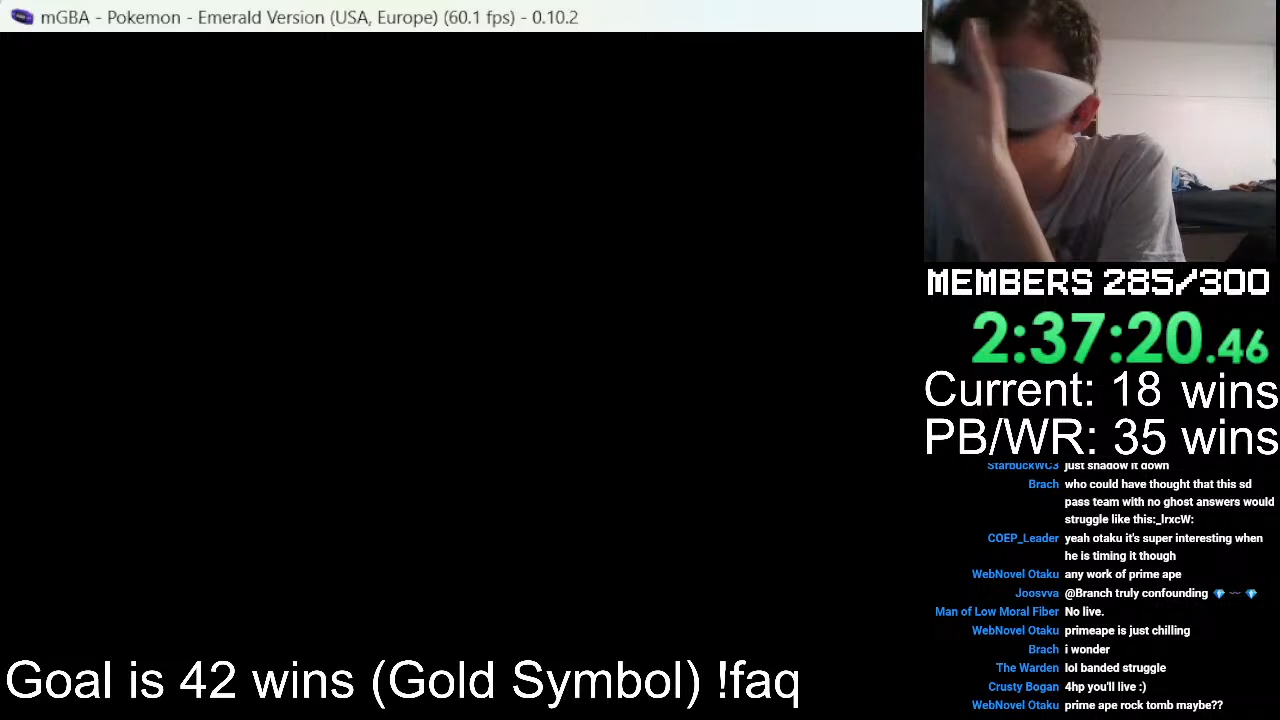 mGBA - Pokemon - Emerald Version (USA, Europe) (60.1 fps) - 0.10.2
MEMBERS 285/300
2:37:20.46
Current: 18 wins
PB/WR: 35 wins
StarbuckWC3 just shadow it down
Brach who could have thought that this sd
pass team with no ghost answers would
struggle like this:_lrxcW:
COEP_Leader yeah otaku it's super interesting when
he is timing it though
WebNovel Otaku any work of prime ape
Joosvva @Branch truly confounding 💎〰️💎
Man of Low Moral Fiber No live.
WebNovel Otaku primeape is just chilling
Brach i wonder
The Warden lol banded struggle
Crusty Bogan 4hp you'll live :)
WebNovel Otaku prime ape rock tomb maybe??
Goal is 42 wins (Gold Symbol) !faq